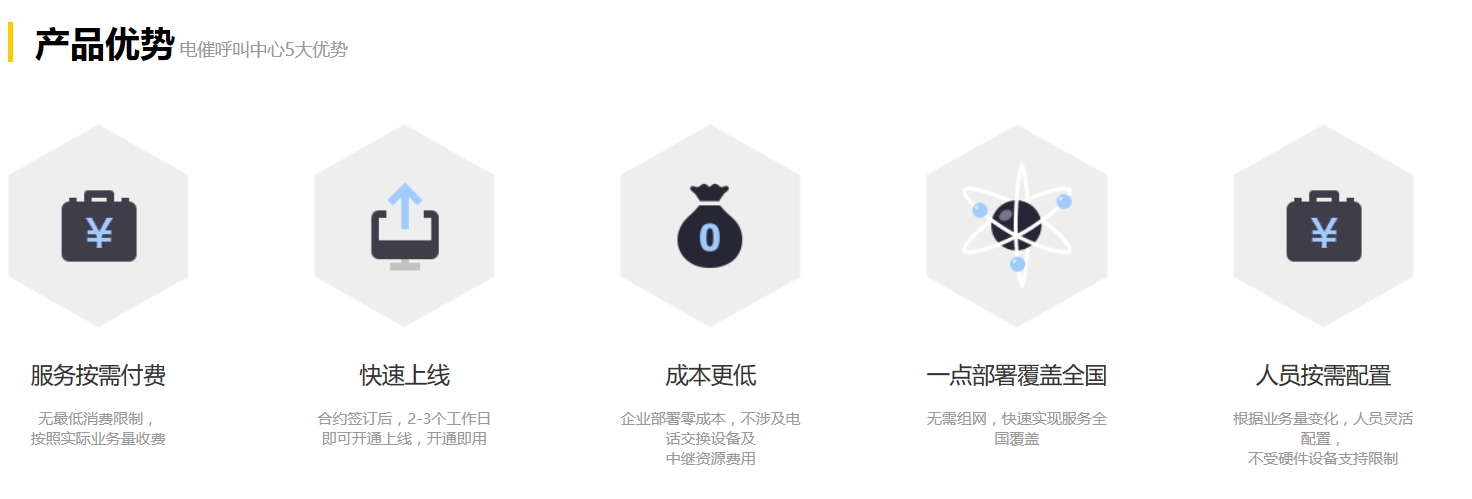 产品优势 电催呼叫中心5大优势
¥
0
¥
服务按需付费
无最低消费限制，
按照实际业务量收费
快速上线
合约签订后，2-3个工作日
即可开通上线，开通即用
成本更低
企业部署零成本，不涉及电
话交换设备及
中继资源费用
一点部署覆盖全国
无需组网，快速实现服务全
国覆盖
人员按需配置
根据业务量变化，人员灵活
配置，
不受硬件设备支持限制